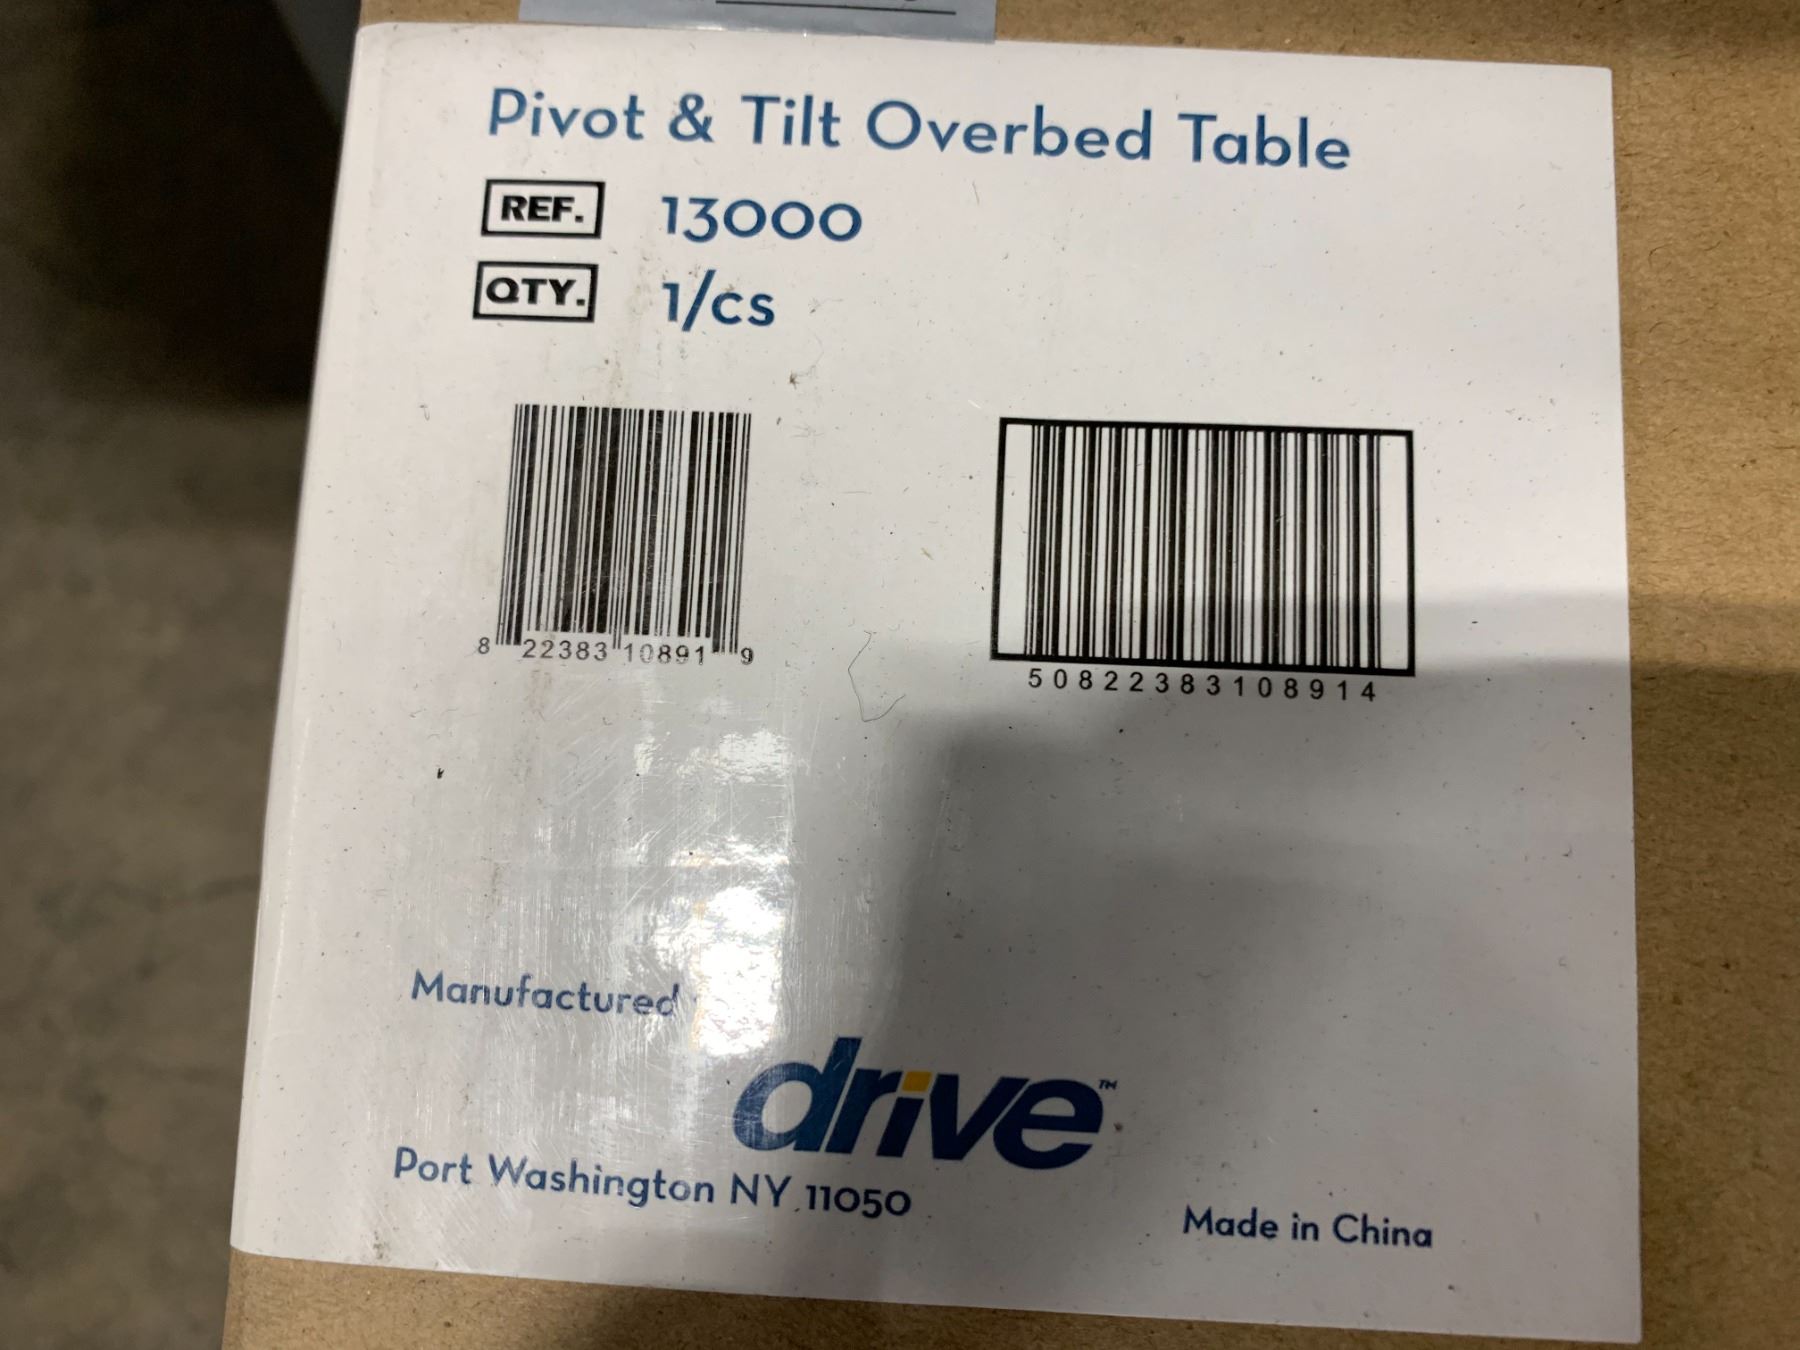 Pivot & Tilt Overbed Table
REF. 13000
QTY. 1/cs
8 22383 10891 9
50822383108914
Manufactured
drive™
Port Washington NY 11050
Made in China